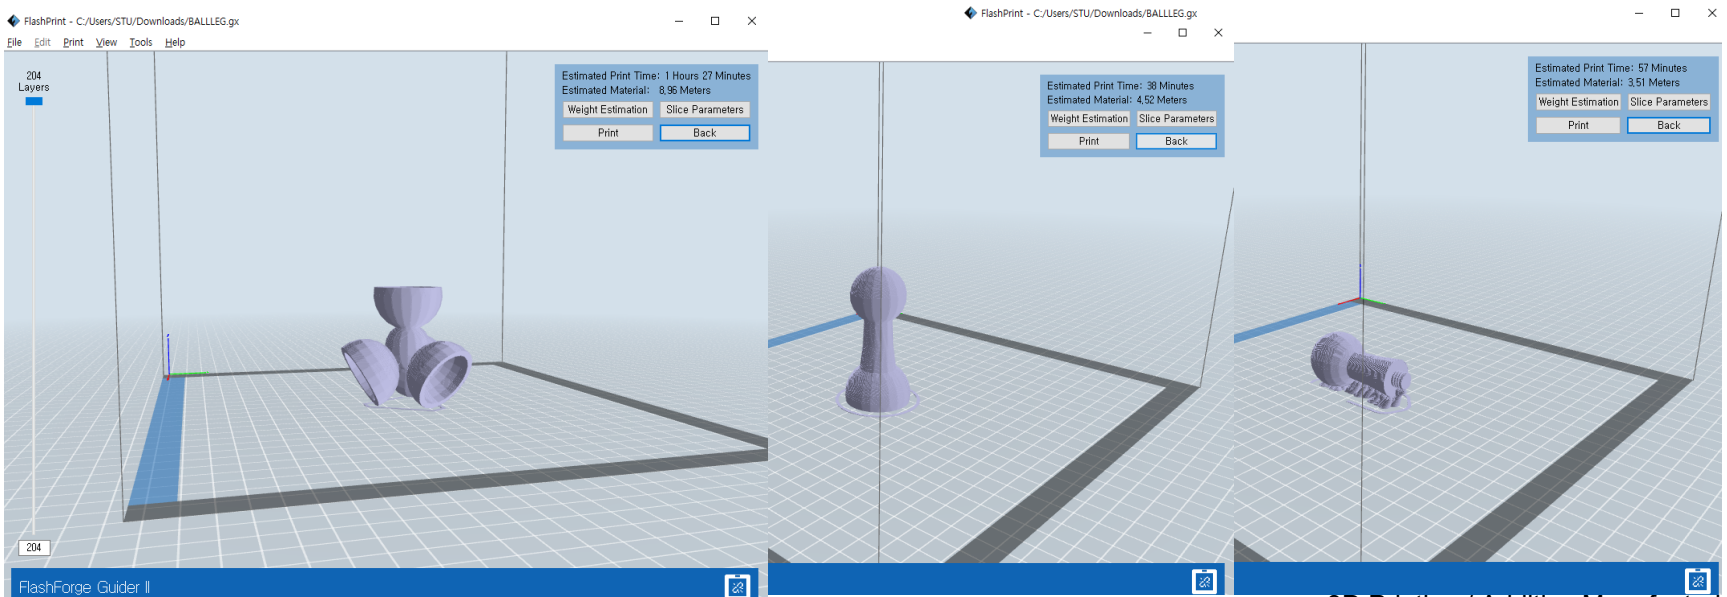 FlashPrint - C:/Users/STU/Downloads/BALLLEG.gx
File Edit Print View Tools Help
204
Layers
Estimated Print Time: 1 Hours 27 Minutes
Estimated Material: 8,96 Meters
Weight Estimation Slice Parameters
Print Back
204
FlashForge Guider II
FlashPrint - C:/Users/STU/Downloads/BALLLEG.gx
Estimated Print Time: 38 Minutes
Estimated Material: 4,52 Meters
Weight Estimation Slice Parameters
Print Back
Estimated Print Time: 57 Minutes
Estimated Material: 3,51 Meters
Weight Estimation Slice Parameters
Print Back